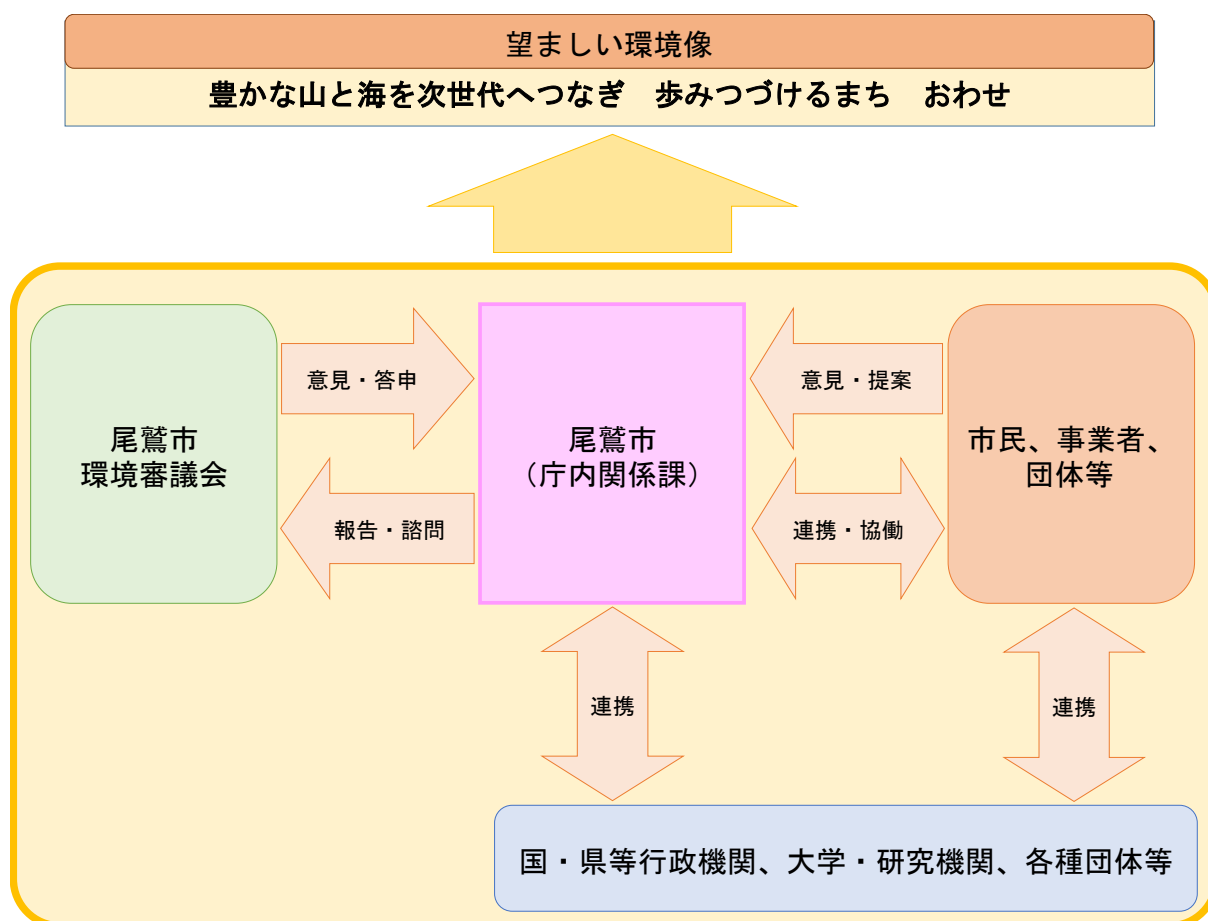 望ましい環境像
豊かな山と海を次世代へつなぎ　歩みつづけるまち　おわせ
尾鷲市
環境審議会
意見・答申
報告・諮問
尾鷲市
（庁内関係課）
意見・提案
連携・協働
市民、事業者、
団体等
連携
連携
国・県等行政機関、大学・研究機関、各種団体等